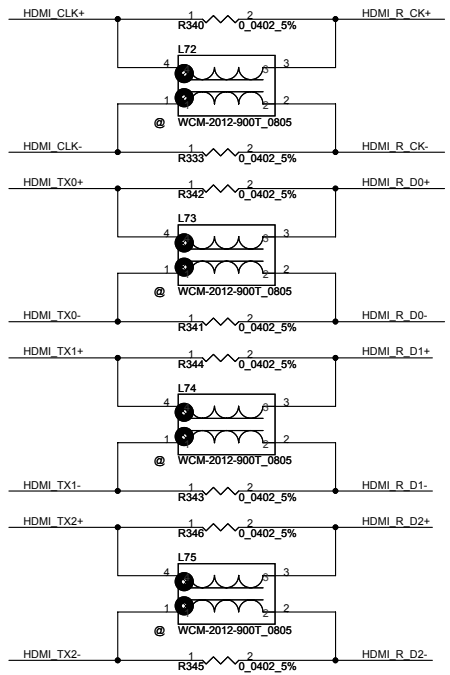 HDMI_CLK+ 1 2 HDMI_R_CK+
R340 0_0402_5%
L72
4 3 3
1 2 2
@ WCM-2012-900T_0805
HDMI_CLK- 1 2 HDMI_R_CK-
R333 0_0402_5%
HDMI_TX0+ 1 2 HDMI_R_D0+
R342 0_0402_5%
L73
4 3 3
1 2 2
@ WCM-2012-900T_0805
HDMI_TX0- 1 2 HDMI_R_D0-
R341 0_0402_5%
HDMI_TX1+ 1 2 HDMI_R_D1+
R344 0_0402_5%
L74
4 3 3
1 2 2
@ WCM-2012-900T_0805
HDMI_TX1- 1 2 HDMI_R_D1-
R343 0_0402_5%
HDMI_TX2+ 1 2 HDMI_R_D2+
R346 0_0402_5%
L75
4 3 3
1 2 2
@ WCM-2012-900T_0805
HDMI_TX2- 1 2 HDMI_R_D2-
R345 0_0402_5%